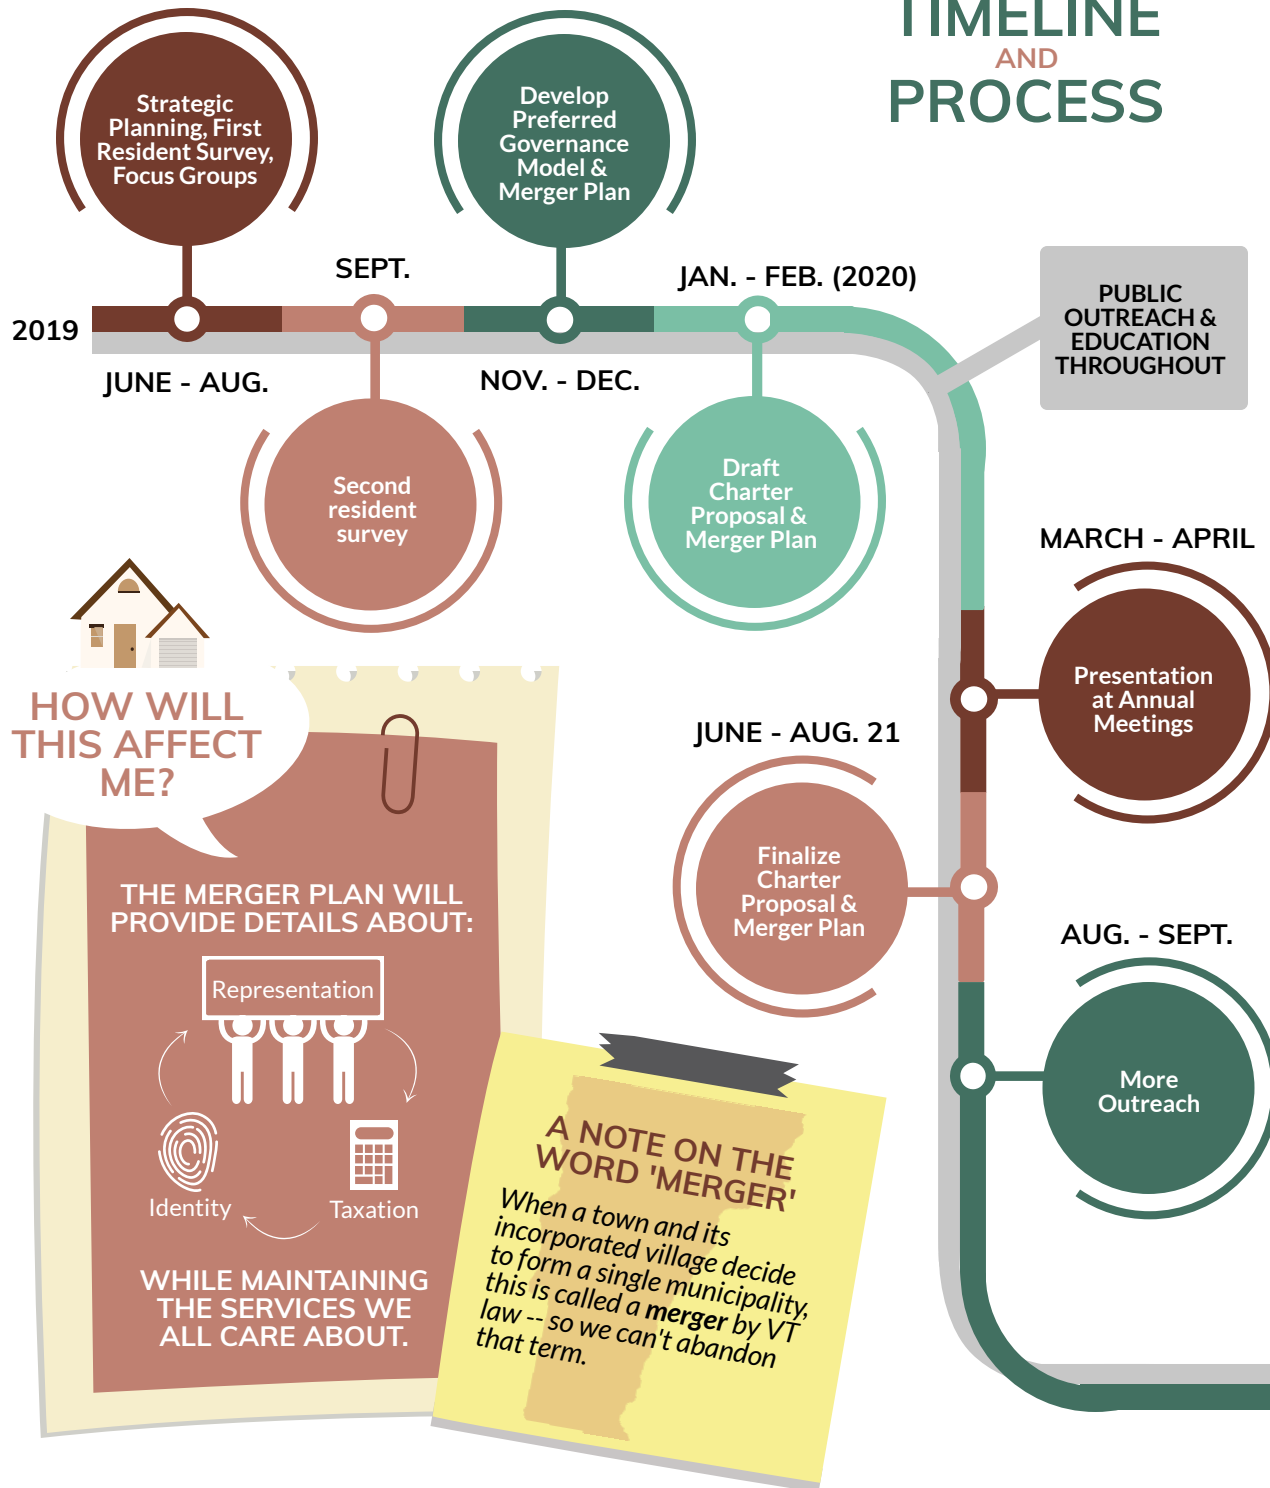 TIMELINE
AND
PROCESS
Strategic
Planning, First
Resident Survey,
Focus Groups
Develop
Preferred
Governance
Model &
Merger Plan
SEPT.
JAN. - FEB. (2020)
2019
JUNE - AUG.
NOV. - DEC.
PUBLIC
OUTREACH &
EDUCATION
THROUGHOUT
Second
resident
survey
Draft
Charter
Proposal &
Merger Plan
MARCH - APRIL
Presentation
at Annual
Meetings
JUNE - AUG. 21
Finalize
Charter
Proposal &
Merger Plan
AUG. - SEPT.
More
Outreach
HOW WILL
THIS AFFECT
ME?
THE MERGER PLAN WILL
PROVIDE DETAILS ABOUT:
Representation
Identity
Taxation
WHILE MAINTAINING
THE SERVICES WE
ALL CARE ABOUT.
A NOTE ON THE
WORD 'MERGER'
When a town and its
incorporated village decide
to form a single municipality,
this is called a merger by VT
law -- so we can't abandon
that term.